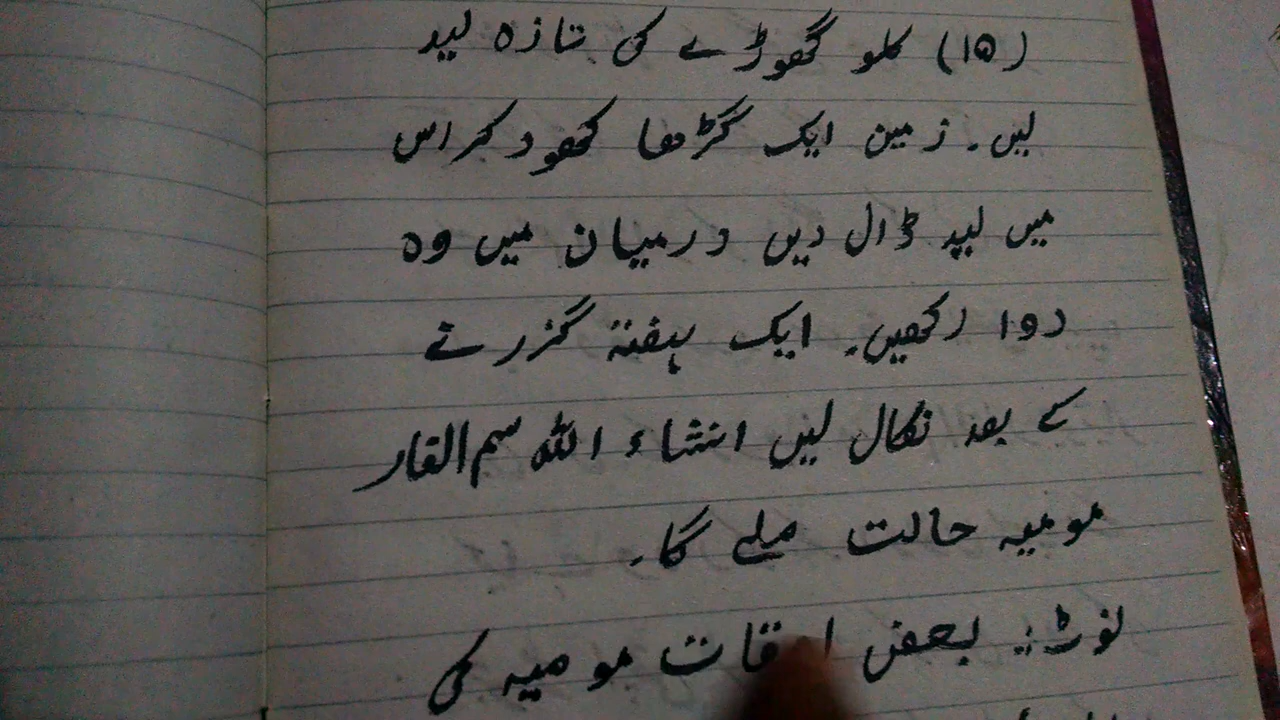 (۱۵) کلو گھوڑے کی تازہ لید
لیں۔ زمین ایک گڑھا کھود کر اس
میں لید ڈال دیں درمیان میں وہ
دوا رکھیں۔ ایک ہفتہ گزرنے
کے بعد نکال لیں انشاء اللہ سم الفار
مومیہ حالت ملے گا۔
نوٹ: بعض اوقات مومیہ کی